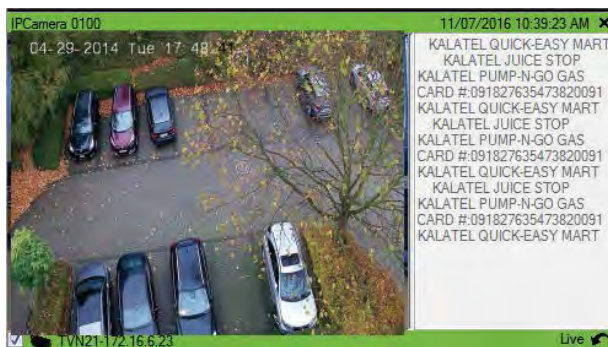 IPCamera 0100
11/07/2016 10:39:23 AM
04-29-2014 Tue 17:48
KALATEL QUICK-EASY MART
KALATEL JUICE STOP
KALATEL PUMP-N-GO GAS
CARD #:091827635473820091
KALATEL QUICK-EASY MART
KALATEL JUICE STOP
KALATEL PUMP-N-GO GAS
CARD #:091827635473820091
KALATEL QUICK-EASY MART
KALATEL JUICE STOP
KALATEL PUMP-N-GO GAS
CARD #:091827635473820091
KALATEL QUICK-EASY MART
TVN21-172.16.6.23
Live